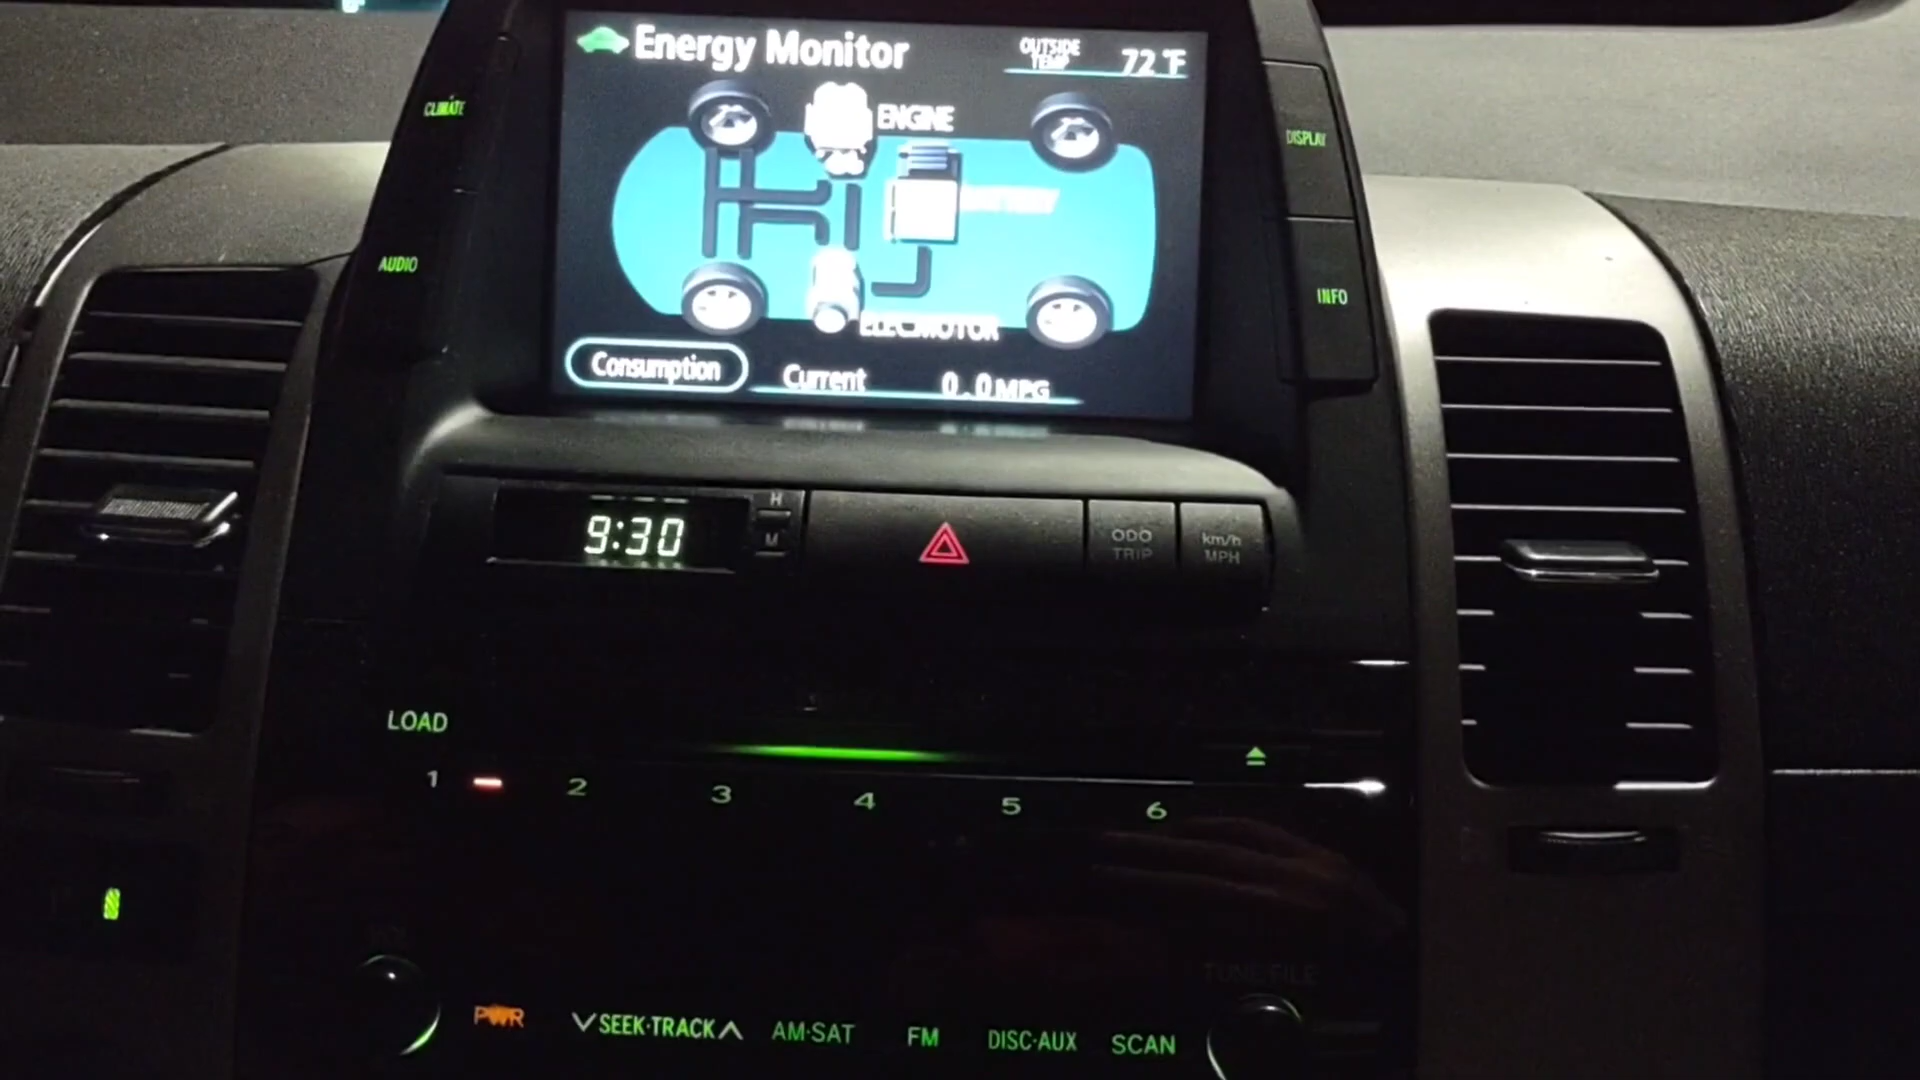 Energy Monitor
OUTSIDE TEMP 72°F
CLIMATE
ENGINE
DISPLAY
AUDIO
INFO
ELEC.MOTOR
Consumption
Current 0.0 MPG
9:30
H
M
ODO TRIP
km/h MPH
LOAD
1 2 3 4 5 6
TUNE/FILE
PWR
SEEK·TRACK
AM·SAT
FM
DISC·AUX
SCAN